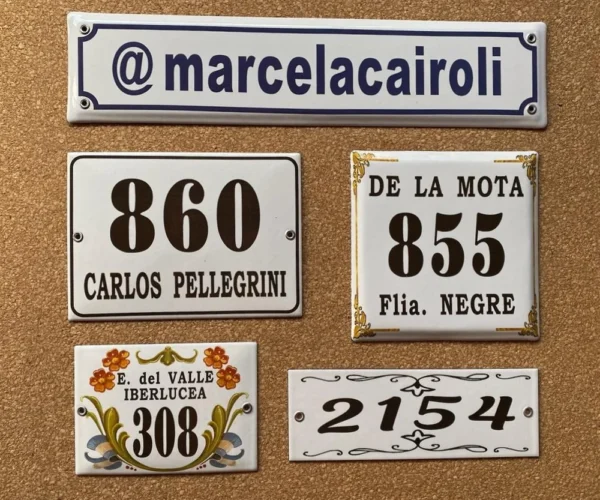 @marcelacairoli
860
CARLOS PELLEGRINI
DE LA MOTA
855
Flia. NEGRE
E. del VALLE
IBERLUCEA
308
2154